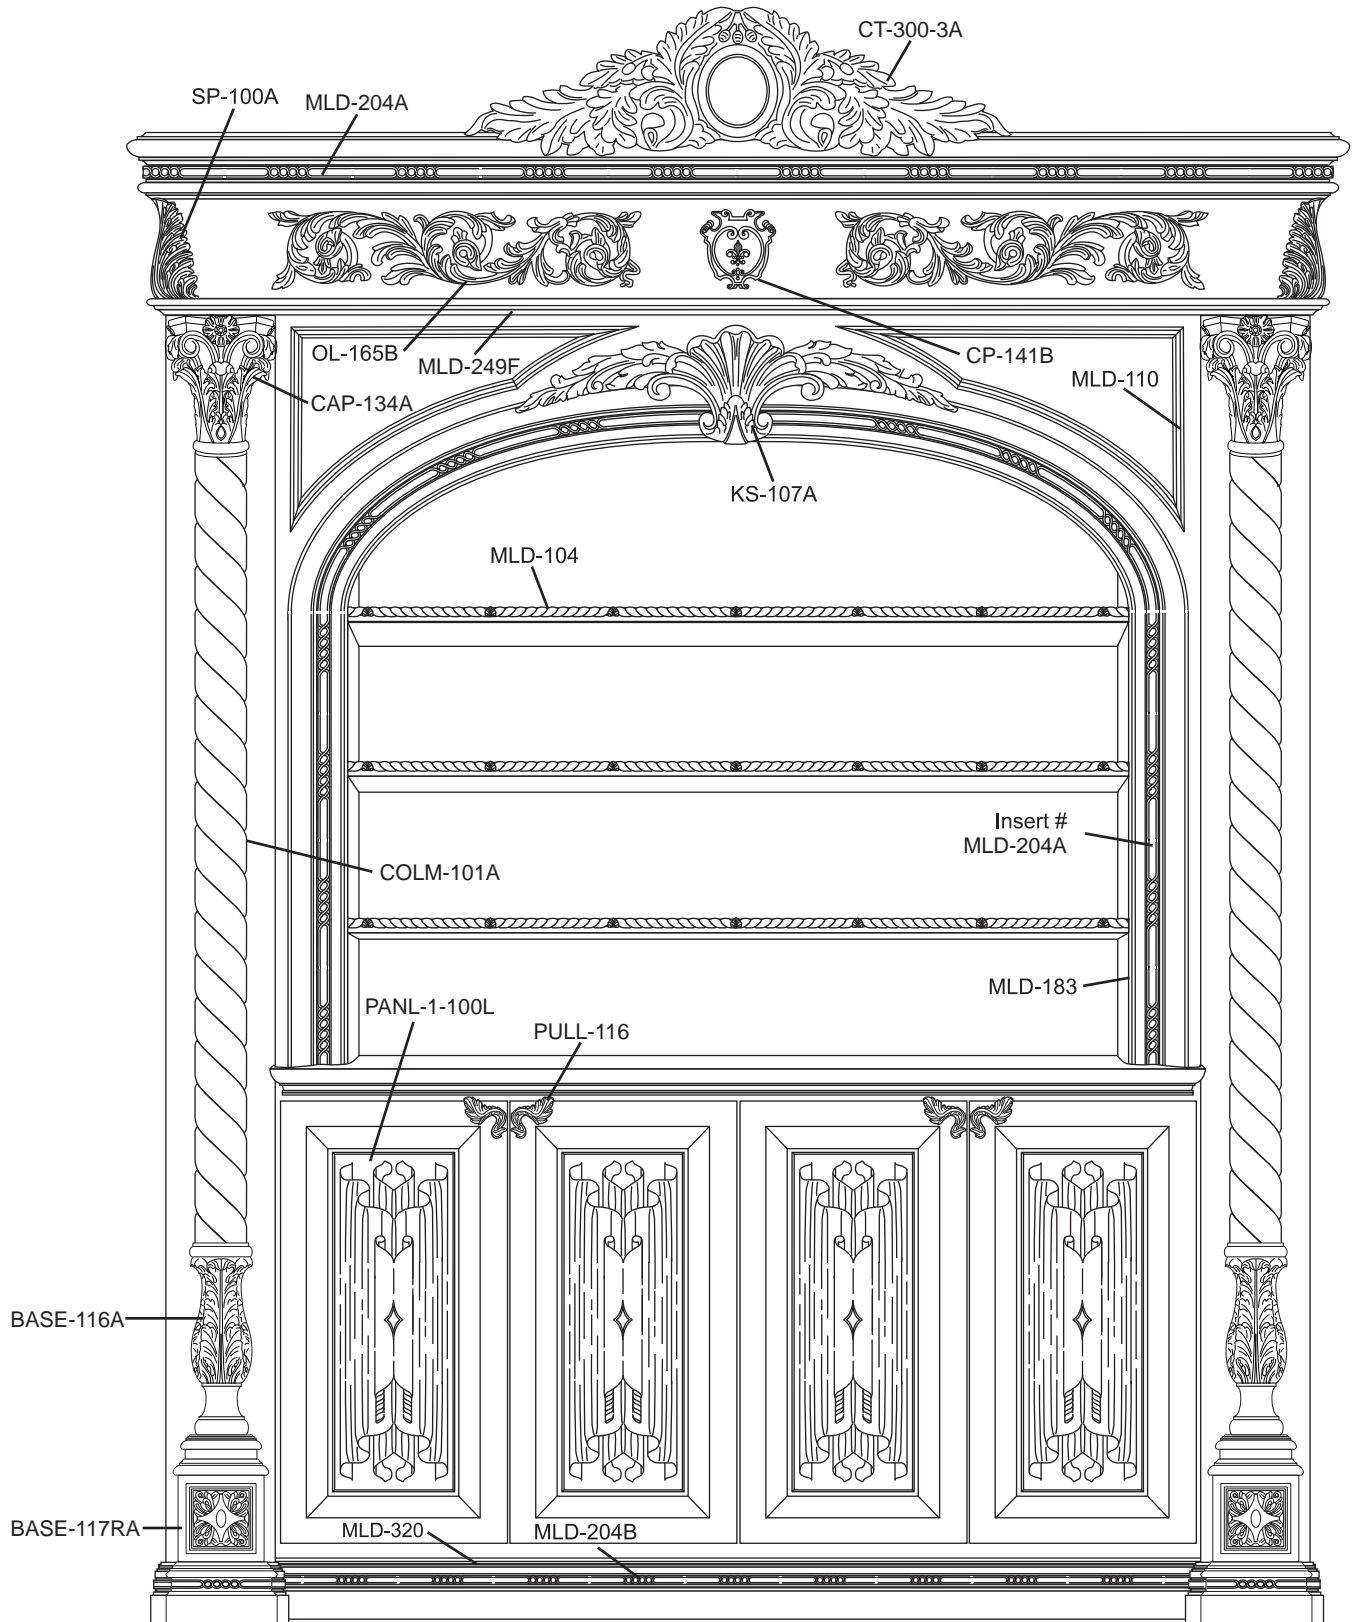 CT-300-3A
SP-100A
MLD-204A
OL-165B
MLD-249F
CP-141B
MLD-110
CAP-134A
KS-107A
MLD-104
Insert #
MLD-204A
COLM-101A
MLD-183
PANL-1-100L
PULL-116
BASE-116A
BASE-117RA
MLD-320
MLD-204B